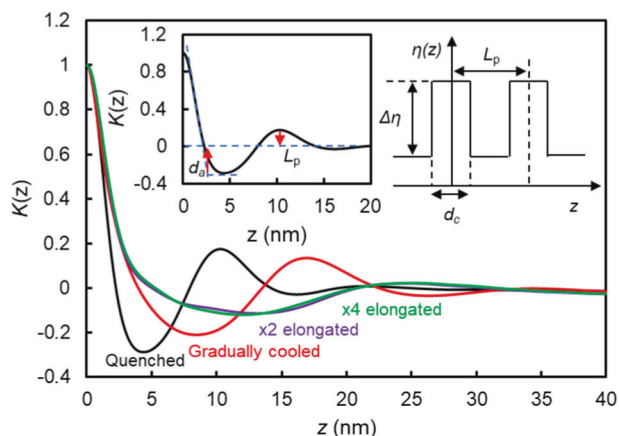 K(z)
1.2
1.0
0.8
0.6
0.4
0.2
0
-0.2
-0.4
0
5
10
15
20
25
30
35
40
z (nm)
Quenched
Gradually cooled
x2 elongated
x4 elongated
K(z)
1.2
0.8
0.4
0
-0.4
0
5
10
15
20
z (nm)
da
Lp
η(z)
Lp
Δη
dc
z